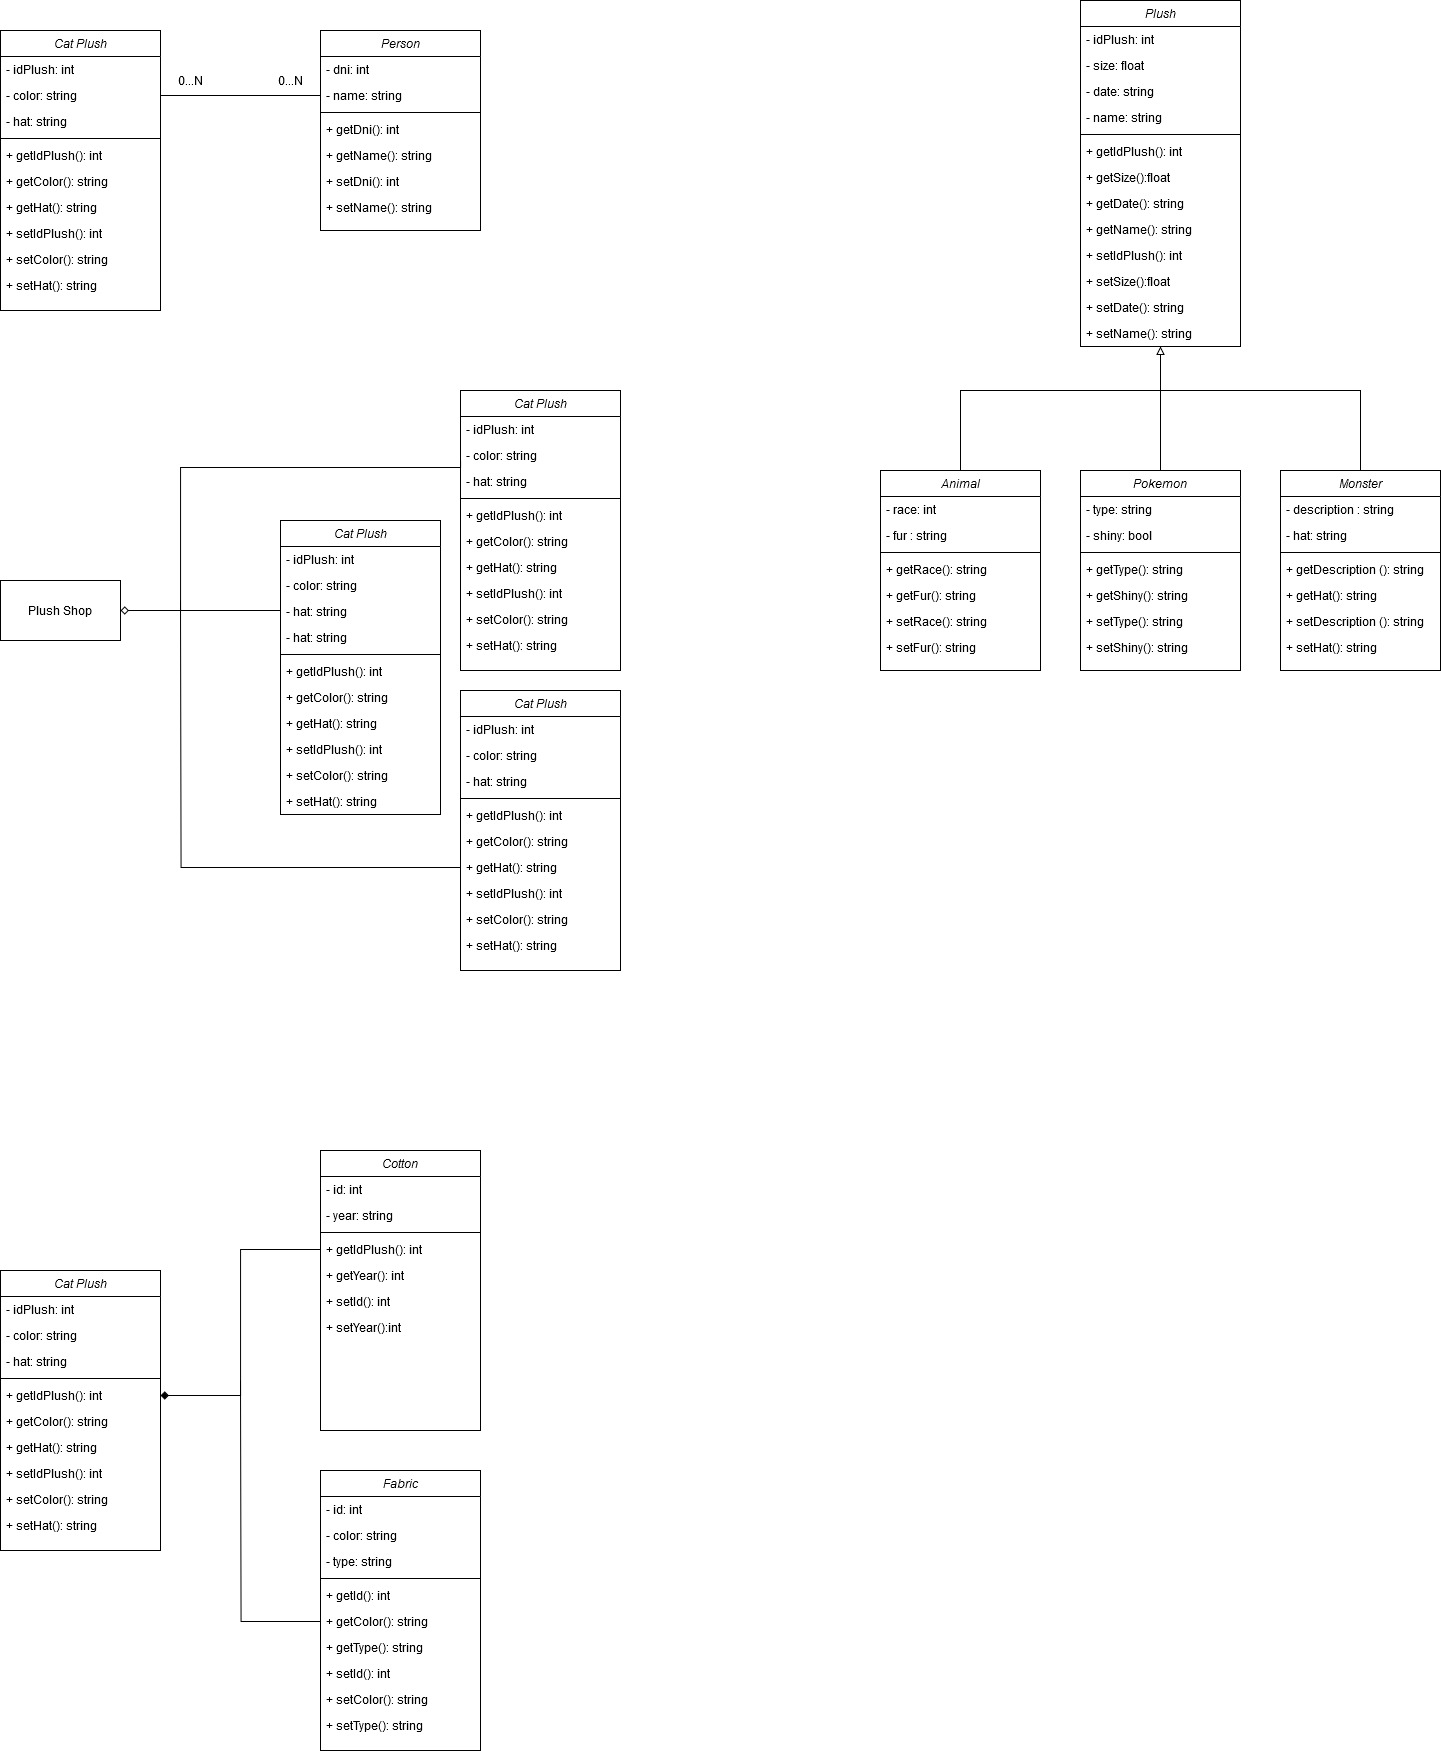 Cat Plush
- idPlush: int
- color: string
- hat: string
+ getIdPlush(): int
+ getColor(): string
+ getHat(): string
+ setIdPlush(): int
+ setColor(): string
+ setHat(): string
0...N
0...N
Person
- dni: int
- name: string
+ getDni(): int
+ getName(): string
+ setDni(): int
+ setName(): string
Plush
- idPlush: int
- size: float
- date: string
- name: string
+ getIdPlush(): int
+ getSize():float
+ getDate(): string
+ getName(): string
+ setIdPlush(): int
+ setSize():float
+ setDate(): string
+ setName(): string
Animal
- race: int
- fur : string
+ getRace(): string
+ getFur(): string
+ setRace(): string
+ setFur(): string
Pokemon
- type: string
- shiny: bool
+ getType(): string
+ getShiny(): string
+ setType(): string
+ setShiny(): string
Monster
- description : string
- hat: string
+ getDescription (): string
+ getHat(): string
+ setDescription (): string
+ setHat(): string
Plush Shop
Cat Plush
- idPlush: int
- color: string
- hat: string
- hat: string
+ getIdPlush(): int
+ getColor(): string
+ getHat(): string
+ setIdPlush(): int
+ setColor(): string
+ setHat(): string
Cat Plush
- idPlush: int
- color: string
- hat: string
+ getIdPlush(): int
+ getColor(): string
+ getHat(): string
+ setIdPlush(): int
+ setColor(): string
+ setHat(): string
Cat Plush
- idPlush: int
- color: string
- hat: string
+ getIdPlush(): int
+ getColor(): string
+ getHat(): string
+ setIdPlush(): int
+ setColor(): string
+ setHat(): string
Cat Plush
- idPlush: int
- color: string
- hat: string
+ getIdPlush(): int
+ getColor(): string
+ getHat(): string
+ setIdPlush(): int
+ setColor(): string
+ setHat(): string
Cotton
- id: int
- year: string
+ getIdPlush(): int
+ getYear(): int
+ setId(): int
+ setYear():int
Fabric
- id: int
- color: string
- type: string
+ getId(): int
+ getColor(): string
+ getType(): string
+ setId(): int
+ setColor(): string
+ setType(): string